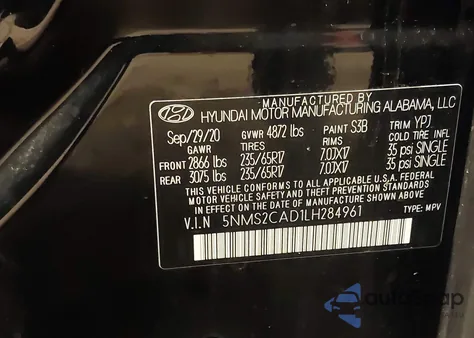 MANUFACTURED BY
HYUNDAI MOTOR MANUFACTURING ALABAMA, LLC
Sep/29/20 GVWR 4872 lbs PAINT S3B TRIM YPJ
GAWR TIRES RIMS COLD TIRE INFL
FRONT 2866 lbs 235/65R17 7.0JX17 35 psi SINGLE
REAR 3075 lbs 235/65R17 7.0JX17 35 psi SINGLE
THIS VEHICLE CONFORMS TO ALL APPLICABLE U.S. FEDERAL
MOTOR VEHICLE SAFETY AND THEFT PREVENTION STANDARDS
IN EFFECT ON THE DATE OF MANUFACTURE SHOWN ABOVE.
V.I.N 5NMS2CAD1LH284961 TYPE: MPV